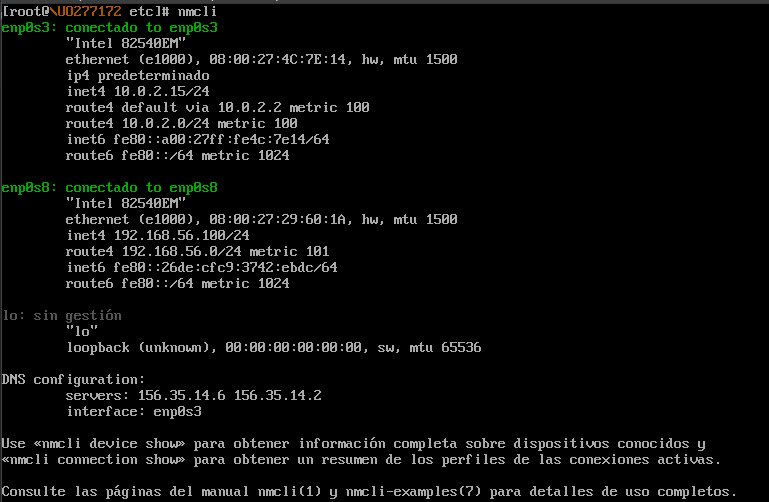 [root@\UO277172 etc]# nmcli
enp0s3: conectado to enp0s3
"Intel 82540EM"
ethernet (e1000), 08:00:27:4C:7E:14, hw, mtu 1500
ip4 predeterminado
inet4 10.0.2.15/24
route4 default via 10.0.2.2 metric 100
route4 10.0.2.0/24 metric 100
inet6 fe80::a00:27ff:fe4c:7e14/64
route6 fe80::/64 metric 1024
enp0s8: conectado to enp0s8
"Intel 82540EM"
ethernet (e1000), 08:00:27:29:60:1A, hw, mtu 1500
inet4 192.168.56.100/24
route4 192.168.56.0/24 metric 101
inet6 fe80::26de:cfc9:3742:ebdc/64
route6 fe80::/64 metric 1024
lo: sin gestión
"lo"
loopback (unknown), 00:00:00:00:00:00, sw, mtu 65536
DNS configuration:
servers: 156.35.14.6 156.35.14.2
interface: enp0s3
Use «nmcli device show» para obtener información completa sobre dispositivos conocidos y
«nmcli connection show» para obtener un resumen de los perfiles de las conexiones activas.
Consulte las páginas del manual nmcli(1) y nmcli-examples(7) para detalles de uso completos.